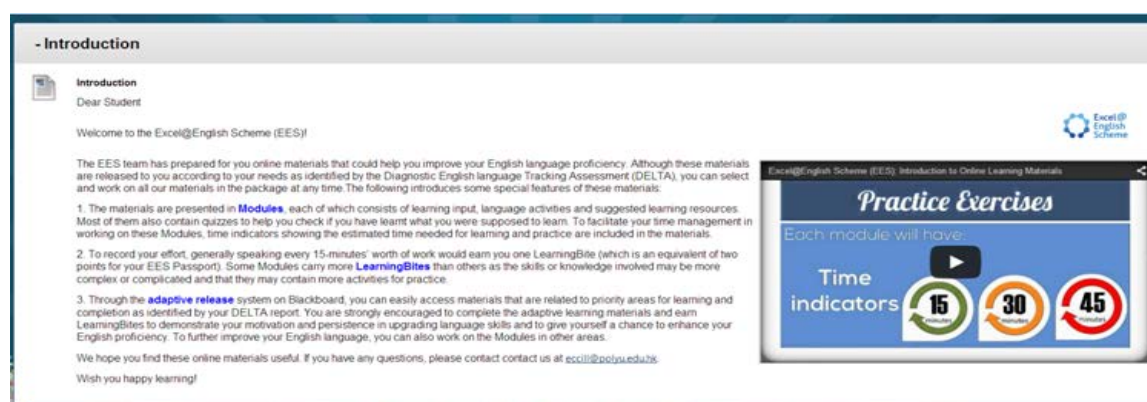 - Introduction
Introduction
Dear Student
Welcome to the Excel@English Scheme (EES)!
Excel@
English
Scheme
The EES team has prepared for you online materials that could help you improve your English language proficiency. Although these materials
are released to you according to your needs as identified by the Diagnostic English language Tracking Assessment (DELTA), you can select
and work on all our materials in the package at any time.The following introduces some special features of these materials:
1. The materials are presented in Modules, each of which consists of learning input, language activities and suggested learning resources.
Most of them also contain quizzes to help you check if you have learnt what you were supposed to learn. To facilitate your time management in
working on these Modules, time indicators showing the estimated time needed for learning and practice are included in the materials.
2. To record your effort, generally speaking every 15-minutes' worth of work would earn you one LearningBite (which is an equivalent of two
points for your EES Passport). Some Modules carry more LearningBites than others as the skills or knowledge involved may be more
complex or complicated and that they may contain more activities for practice.
3. Through the adaptive release system on Blackboard, you can easily access materials that are related to priority areas for learning and
completion as identified by your DELTA report. You are strongly encouraged to complete the adaptive learning materials and earn
LearningBites to demonstrate your motivation and persistence in upgrading language skills and to give yourself a chance to enhance your
English proficiency. To further improve your English language, you can also work on the Modules in other areas.
We hope you find these online materials useful. If you have any questions, please contact contact us at eccill@polyu.edu.hk.
Wish you happy learning!
Excel@English Scheme (EES): Introduction to Online Learning Materials
Practice Exercises
Each module will have:
Time
indicators
15
minutes
30
minutes
45
minutes